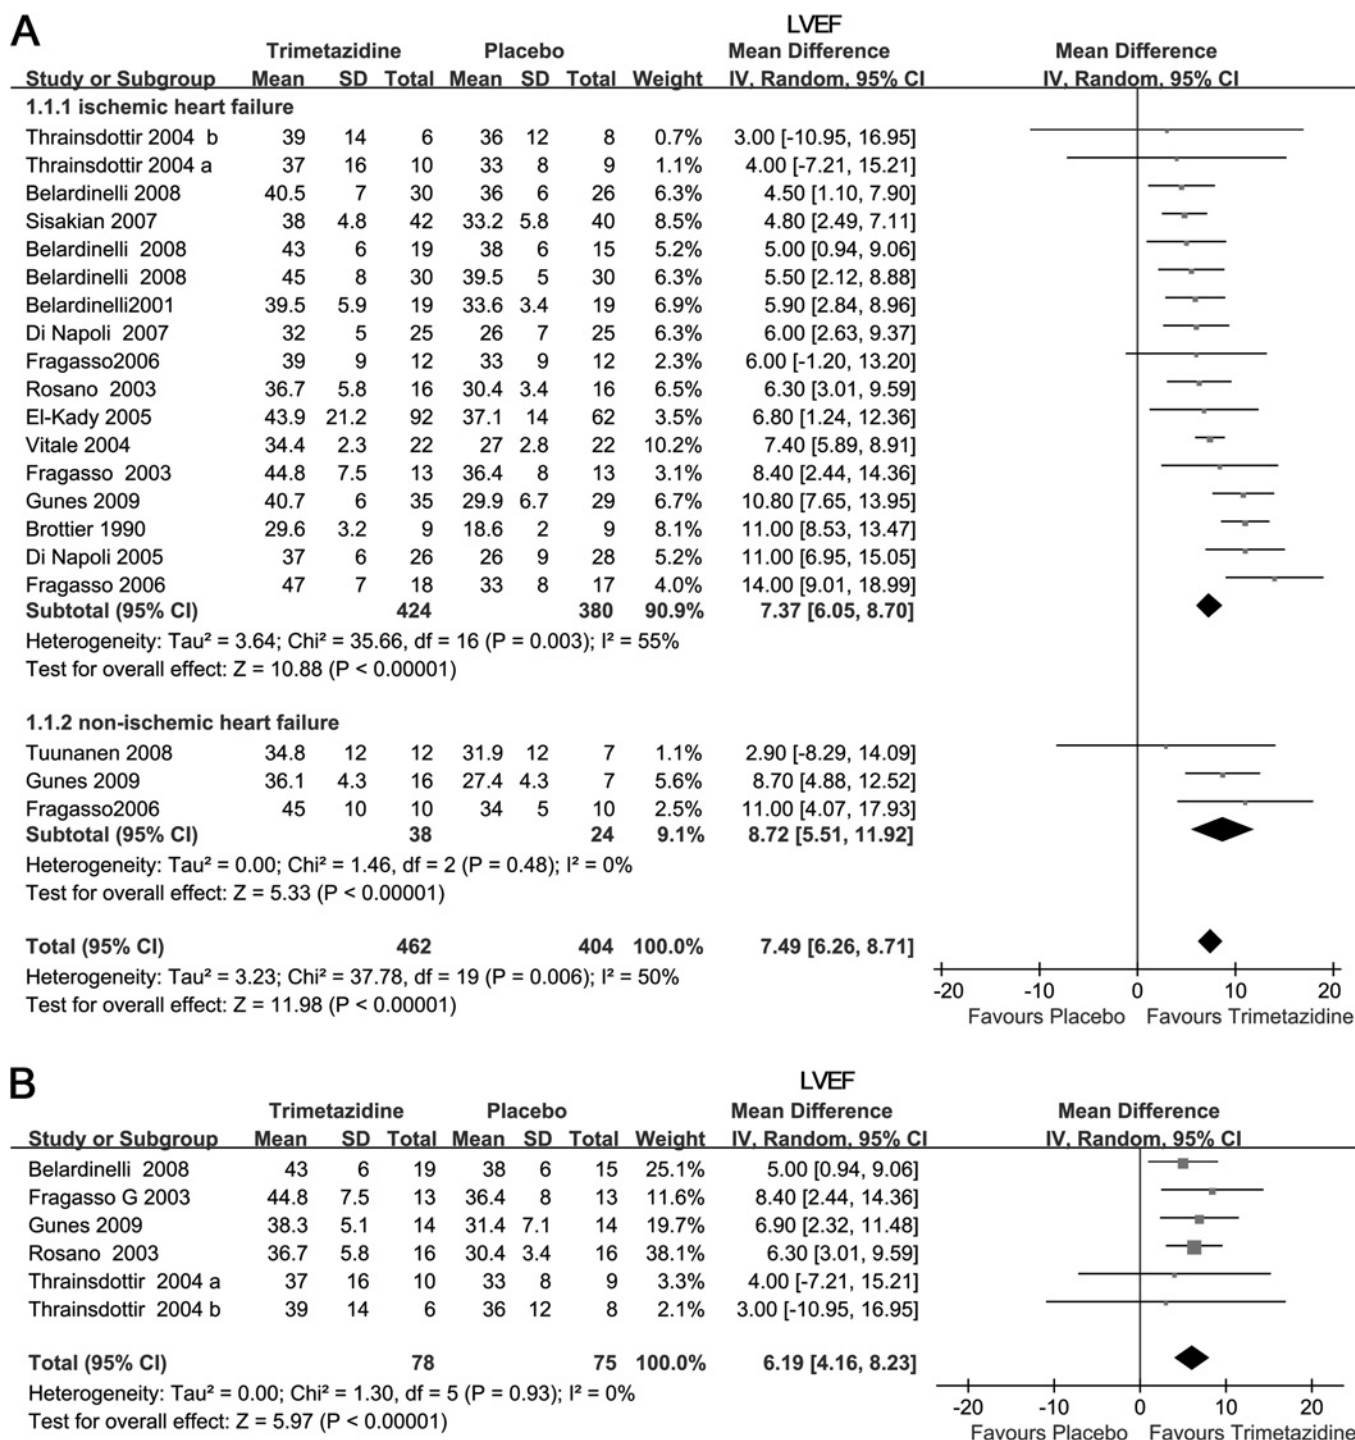 A
LVEF
Trimetazidine Placebo Mean Difference Mean Difference
Study or Subgroup Mean SD Total Mean SD Total Weight IV, Random, 95% CI IV, Random, 95% CI
1.1.1 ischemic heart failure
Thrainsdottir 2004 b 39 14 6 36 12 8 0.7% 3.00 [-10.95, 16.95]
Thrainsdottir 2004 a 37 16 10 33 8 9 1.1% 4.00 [-7.21, 15.21]
Belardinelli 2008 40.5 7 30 36 6 26 6.3% 4.50 [1.10, 7.90]
Sisakian 2007 38 4.8 42 33.2 5.8 40 8.5% 4.80 [2.49, 7.11]
Belardinelli 2008 43 6 19 38 6 15 5.2% 5.00 [0.94, 9.06]
Belardinelli 2008 45 8 30 39.5 5 30 6.3% 5.50 [2.12, 8.88]
Belardinelli2001 39.5 5.9 19 33.6 3.4 19 6.9% 5.90 [2.84, 8.96]
Di Napoli 2007 32 5 25 26 7 25 6.3% 6.00 [2.63, 9.37]
Fragasso2006 39 9 12 33 9 12 2.3% 6.00 [-1.20, 13.20]
Rosano 2003 36.7 5.8 16 30.4 3.4 16 6.5% 6.30 [3.01, 9.59]
El-Kady 2005 43.9 21.2 92 37.1 14 62 3.5% 6.80 [1.24, 12.36]
Vitale 2004 34.4 2.3 22 27 2.8 22 10.2% 7.40 [5.89, 8.91]
Fragasso 2003 44.8 7.5 13 36.4 8 13 3.1% 8.40 [2.44, 14.36]
Gunes 2009 40.7 6 35 29.9 6.7 29 6.7% 10.80 [7.65, 13.95]
Brottier 1990 29.6 3.2 9 18.6 2 9 8.1% 11.00 [8.53, 13.47]
Di Napoli 2005 37 6 26 26 9 28 5.2% 11.00 [6.95, 15.05]
Fragasso 2006 47 7 18 33 8 17 4.0% 14.00 [9.01, 18.99]
Subtotal (95% CI) 424 380 90.9% 7.37 [6.05, 8.70]
Heterogeneity: Tau² = 3.64; Chi² = 35.66, df = 16 (P = 0.003); I² = 55%
Test for overall effect: Z = 10.88 (P < 0.00001)
1.1.2 non-ischemic heart failure
Tuunanen 2008 34.8 12 12 31.9 12 7 1.1% 2.90 [-8.29, 14.09]
Gunes 2009 36.1 4.3 16 27.4 4.3 7 5.6% 8.70 [4.88, 12.52]
Fragasso2006 45 10 10 34 5 10 2.5% 11.00 [4.07, 17.93]
Subtotal (95% CI) 38 24 9.1% 8.72 [5.51, 11.92]
Heterogeneity: Tau² = 0.00; Chi² = 1.46, df = 2 (P = 0.48); I² = 0%
Test for overall effect: Z = 5.33 (P < 0.00001)
Total (95% CI) 462 404 100.0% 7.49 [6.26, 8.71]
Heterogeneity: Tau² = 3.23; Chi² = 37.78, df = 19 (P = 0.006); I² = 50%
Test for overall effect: Z = 11.98 (P < 0.00001)
-20 -10 0 10 20
Favours Placebo Favours Trimetazidine
B
LVEF
Trimetazidine Placebo Mean Difference Mean Difference
Study or Subgroup Mean SD Total Mean SD Total Weight IV, Random, 95% CI IV, Random, 95% CI
Belardinelli 2008 43 6 19 38 6 15 25.1% 5.00 [0.94, 9.06]
Fragasso G 2003 44.8 7.5 13 36.4 8 13 11.6% 8.40 [2.44, 14.36]
Gunes 2009 38.3 5.1 14 31.4 7.1 14 19.7% 6.90 [2.32, 11.48]
Rosano 2003 36.7 5.8 16 30.4 3.4 16 38.1% 6.30 [3.01, 9.59]
Thrainsdottir 2004 a 37 16 10 33 8 9 3.3% 4.00 [-7.21, 15.21]
Thrainsdottir 2004 b 39 14 6 36 12 8 2.1% 3.00 [-10.95, 16.95]
Total (95% CI) 78 75 100.0% 6.19 [4.16, 8.23]
Heterogeneity: Tau² = 0.00; Chi² = 1.30, df = 5 (P = 0.93); I² = 0%
Test for overall effect: Z = 5.97 (P < 0.00001)
-20 -10 0 10 20
Favours Placebo Favours Trimetazidine